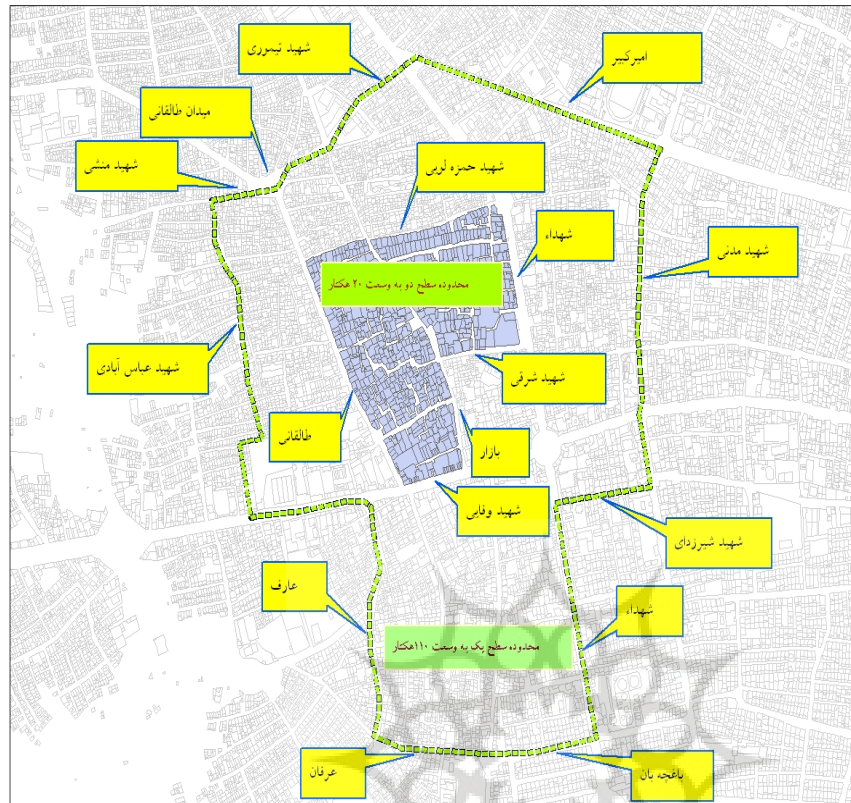 شهید تیموری
امیرکبیر
میدان طالقانی
شهید منشی
شهید حمزه لریی
شهداء
شهید مدنی
محدوده سطح دو به وسعت ۲۰ هکتار
شهید عباس آبادی
شهید شرقی
طالقانی
بازار
شهید وفایی
شهید شیرزدای
عارف
شهداء
محدوده سطح یک به وسعت ۱۱۰هکتار
عرفان
باغچه بان